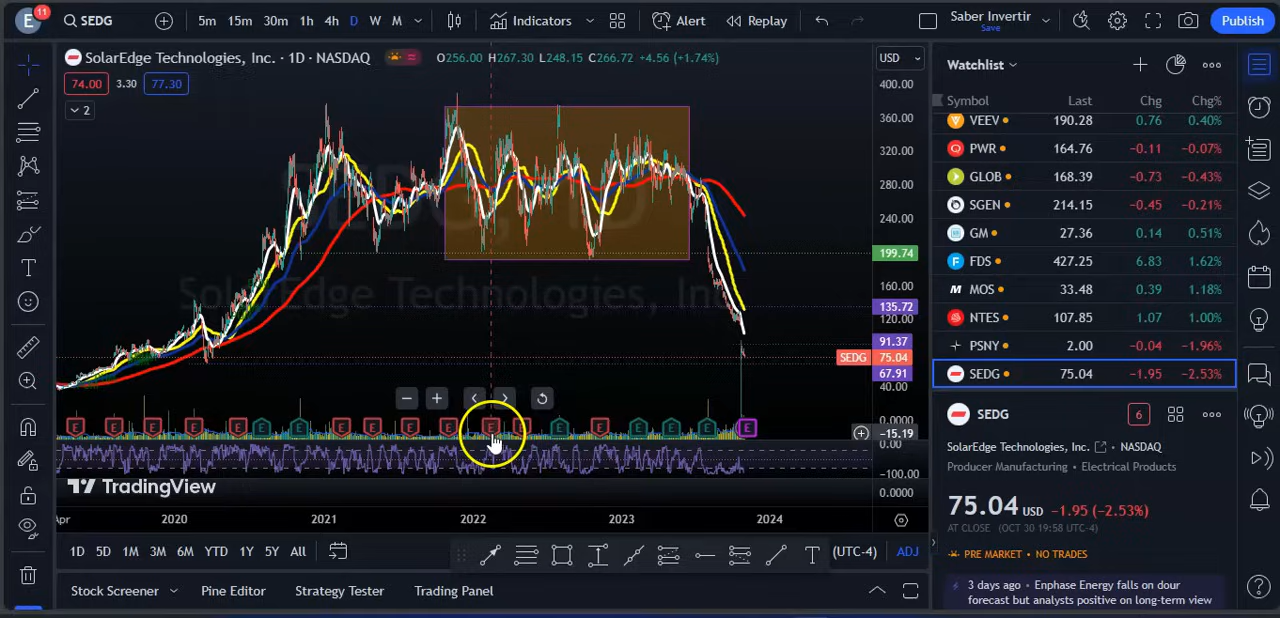 E 11 SEDG 5m 15m 30m 1h 4h D W M Indicators Alert Replay Saber Invertir Save Publish
SolarEdge Technologies, Inc. · 1D · NASDAQ O256.00 H267.30 L248.15 C266.72 +4.56 (+1.74%) USD
74.00 3.30 77.30
2
400.00
360.00
320.00
280.00
240.00
199.74
160.00
135.72
120.00
91.37
SEDG 75.04
67.91
40.00
0.0000
−15.19
0.00
−100.00
0.0000
SEDG, 1D
SolarEdge Technologies, Inc.
E E E E E E E E E E E E E E E E E E E
TradingView
Apr 2020 2021 2022 2023 2024
1D 5D 1M 3M 6M YTD 1Y 5Y All (UTC-4) ADJ
Stock Screener Pine Editor Strategy Tester Trading Panel
Watchlist
Symbol Last Chg Chg%
VEEV 190.28 0.76 0.40%
PWR 164.76 −0.11 −0.07%
GLOB 168.39 −0.73 −0.43%
SGEN 214.15 −0.45 −0.21%
GM 27.36 0.14 0.51%
FDS 427.25 6.83 1.62%
MOS 33.48 0.39 1.18%
NTES 107.85 1.07 1.00%
PSNY 2.00 −0.04 −1.96%
SEDG 75.04 −1.95 −2.53%
SEDG 6
SolarEdge Technologies, Inc. · NASDAQ
Producer Manufacturing · Electrical Products
75.04 USD −1.95 (−2.53%)
AT CLOSE (OCT 30 19:58 UTC-4)
PRE MARKET · NO TRADES
3 days ago · Enphase Energy falls on dour
forecast but analysts positive on long-term view